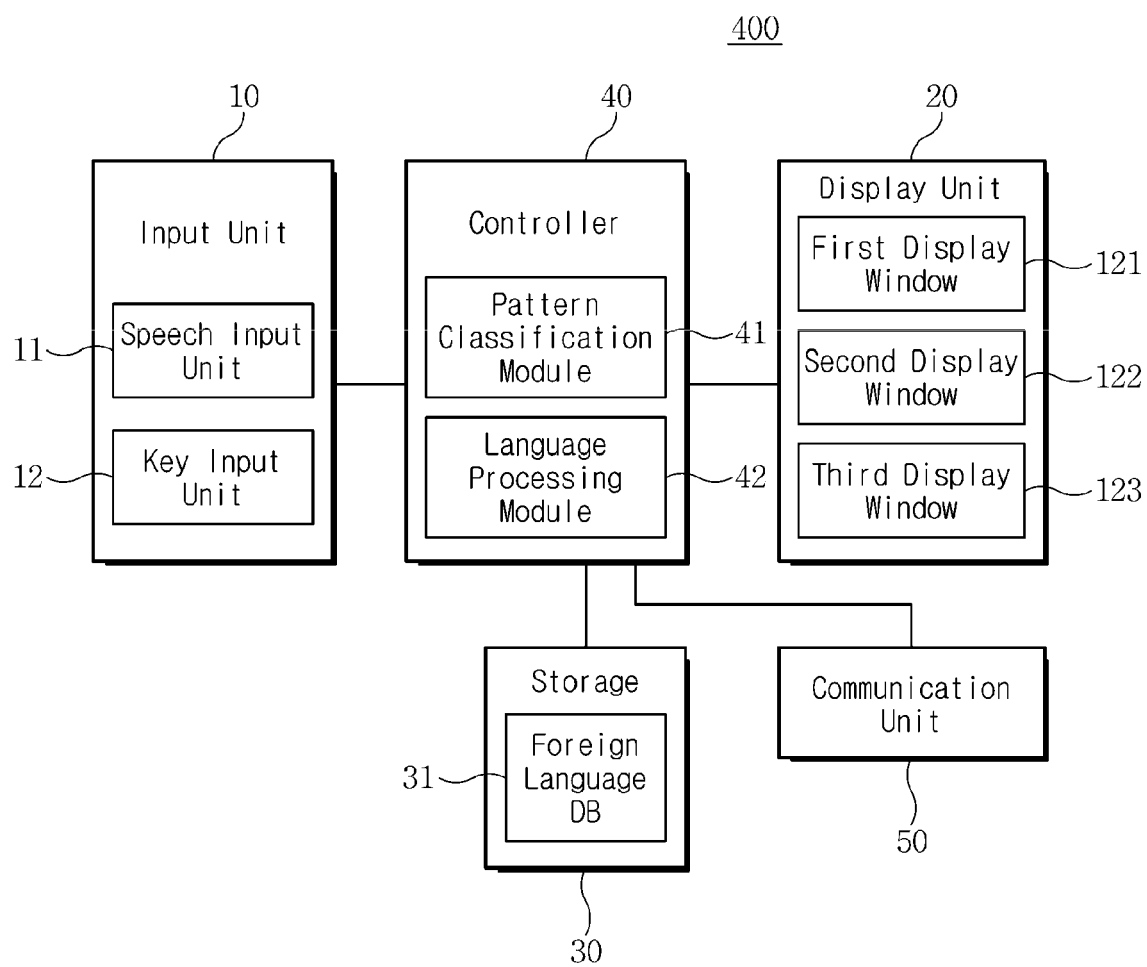 400
10
40
20
Input Unit
Speech Input
Unit
11
Key Input
Unit
12
Controller
Pattern
Classification
Module
41
Language
Processing
Module
42
Display Unit
First Display
Window
121
Second Display
Window
122
Third Display
Window
123
Storage
Foreign
Language
DB
31
30
Communication
Unit
50